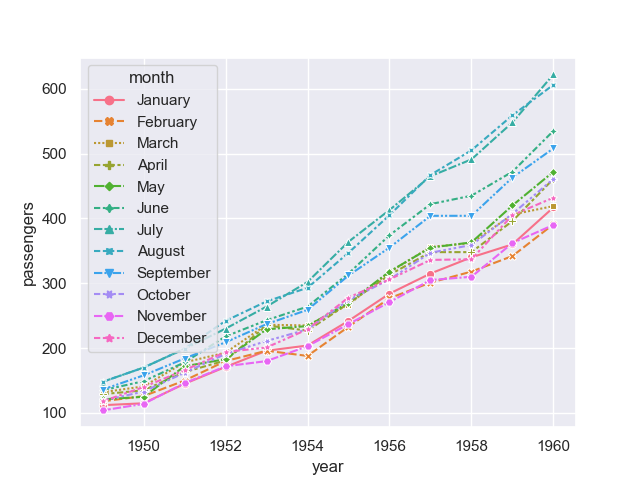 month
January
February
March
April
May
June
July
August
September
October
November
December
600
500
400
300
200
100
passengers
1950 1952 1954 1956 1958 1960
year